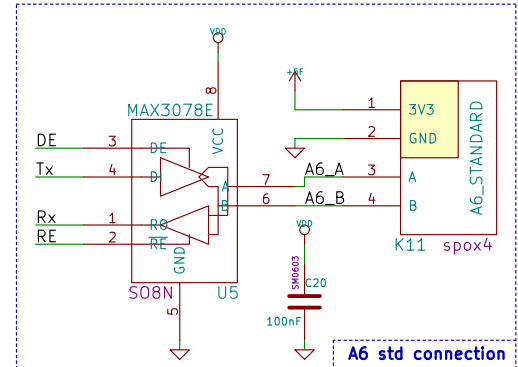 VDD
8
MAX3078E
VCC
DE
3
DE
Tx
4
DI
A
7
A6_A
B
6
A6_B
Rx
1
RO
RE
2
RE
GND
SO8N
U5
5
+5F
1
3V3
2
GND
3
A
4
B
A6_STANDARD
K11
spox4
VDD
SM0603
C20
100nF
A6 std connection